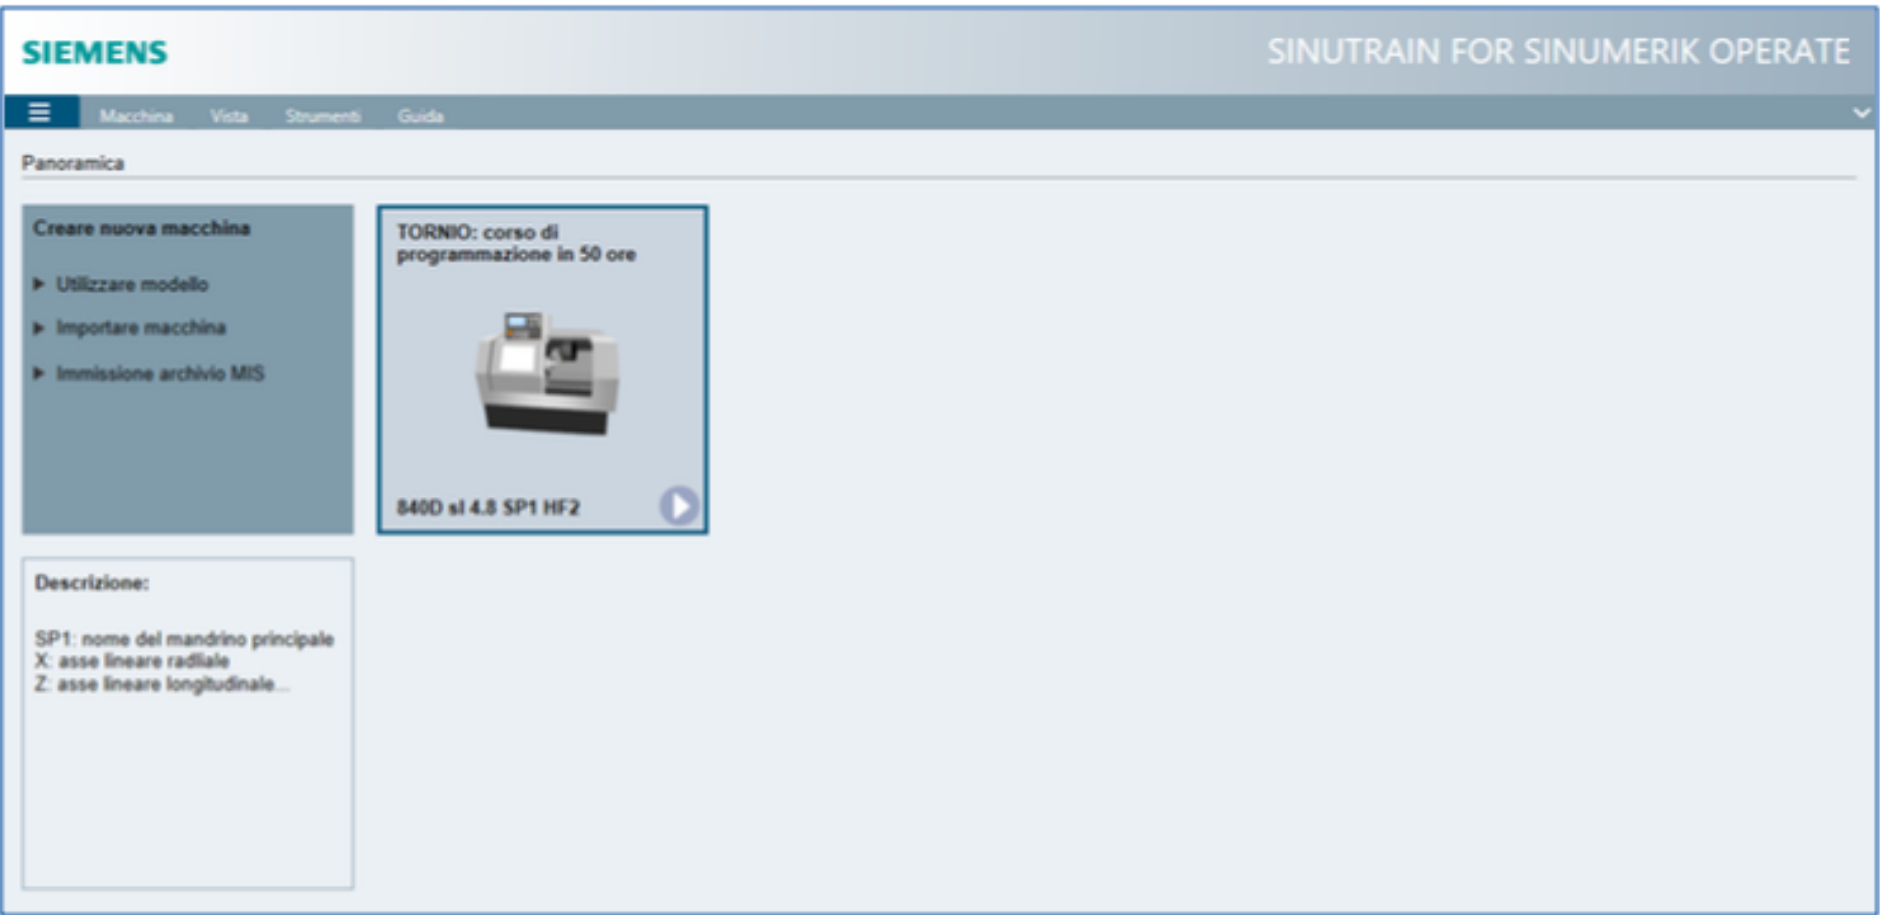 SIEMENS
SINUTRAIN FOR SINUMERIK OPERATE
Macchina Vista Strumenti Guida
Panoramica
Creare nuova macchina
Utilizzare modello
Importare macchina
Immissione archivio MIS
TORNIO: corso di
programmazione in 50 ore
840D sl 4.8 SP1 HF2
Descrizione:
SP1: nome del mandrino principale
X: asse lineare radliale
Z: asse lineare longitudinale...